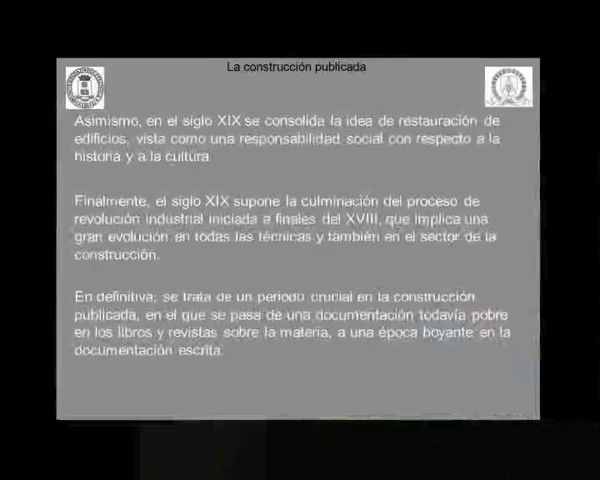 La construcción publicada
Asimismo, en el siglo XIX se consolida la idea de restauración de
edificios, vista como una responsabilidad social con respecto a la
historia y a la cultura.
Finalmente, el siglo XIX supone la culminación del proceso de
revolución industrial iniciada a finales del XVIII, que implica una
gran evolución en todas las técnicas y también en el sector de la
construcción.
En definitiva, se trata de un periodo crucial en la construcción
publicada, en el que se pasa de una documentación todavía pobre
en los libros y revistas sobre la materia, a una época boyante en la
documentación escrita.